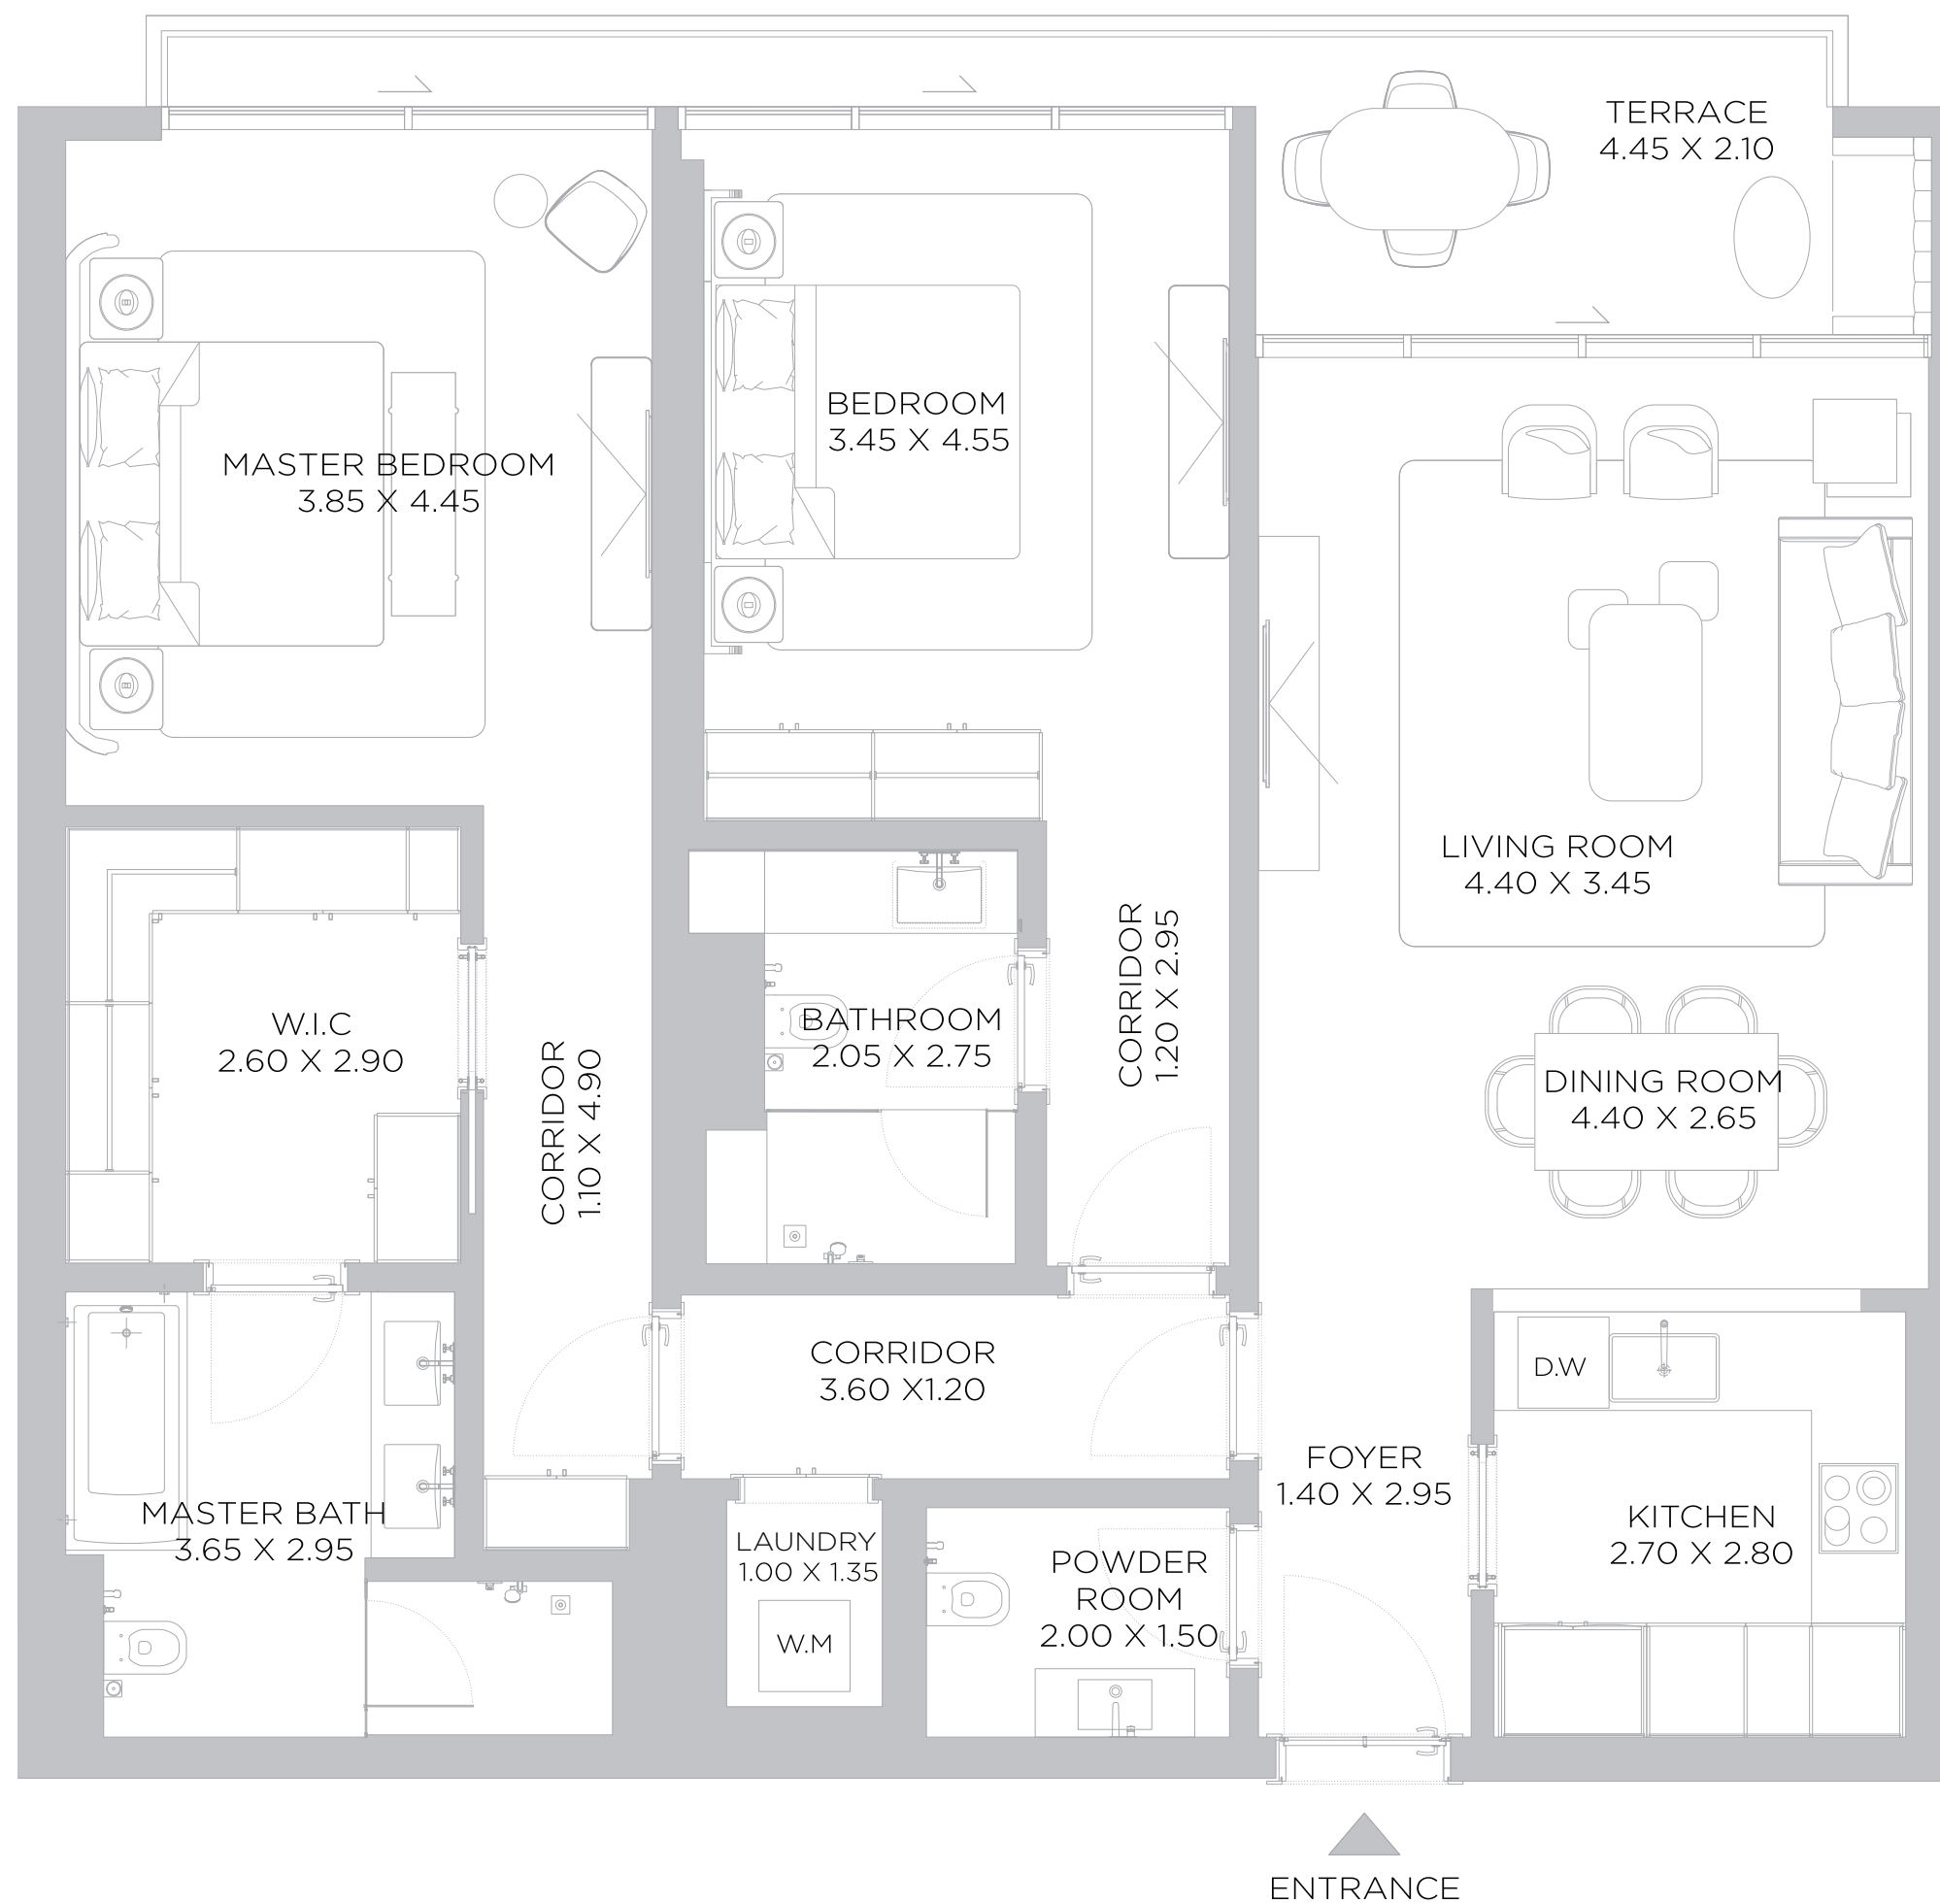 TERRACE
4.45 X 2.10
BEDROOM
3.45 X 4.55
MASTER BEDROOM
3.85 X 4.45
LIVING ROOM
4.40 X 3.45
CORRIDOR
1.20 X 2.95
W.I.C
2.60 X 2.90
BATHROOM
2.05 X 2.75
CORRIDOR
1.10 X 4.90
DINING ROOM
4.40 X 2.65
CORRIDOR
3.60 X1.20
D.W
FOYER
1.40 X 2.95
MASTER BATH
3.65 X 2.95
LAUNDRY
1.00 X 1.35
W.M
POWDER
ROOM
2.00 X 1.50
KITCHEN
2.70 X 2.80
ENTRANCE